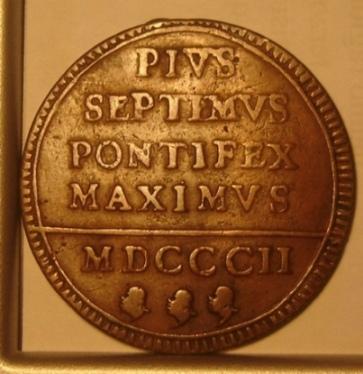 PIVS
SEPTIMVS
PONTIFEX
MAXIMVS
MDCCCII